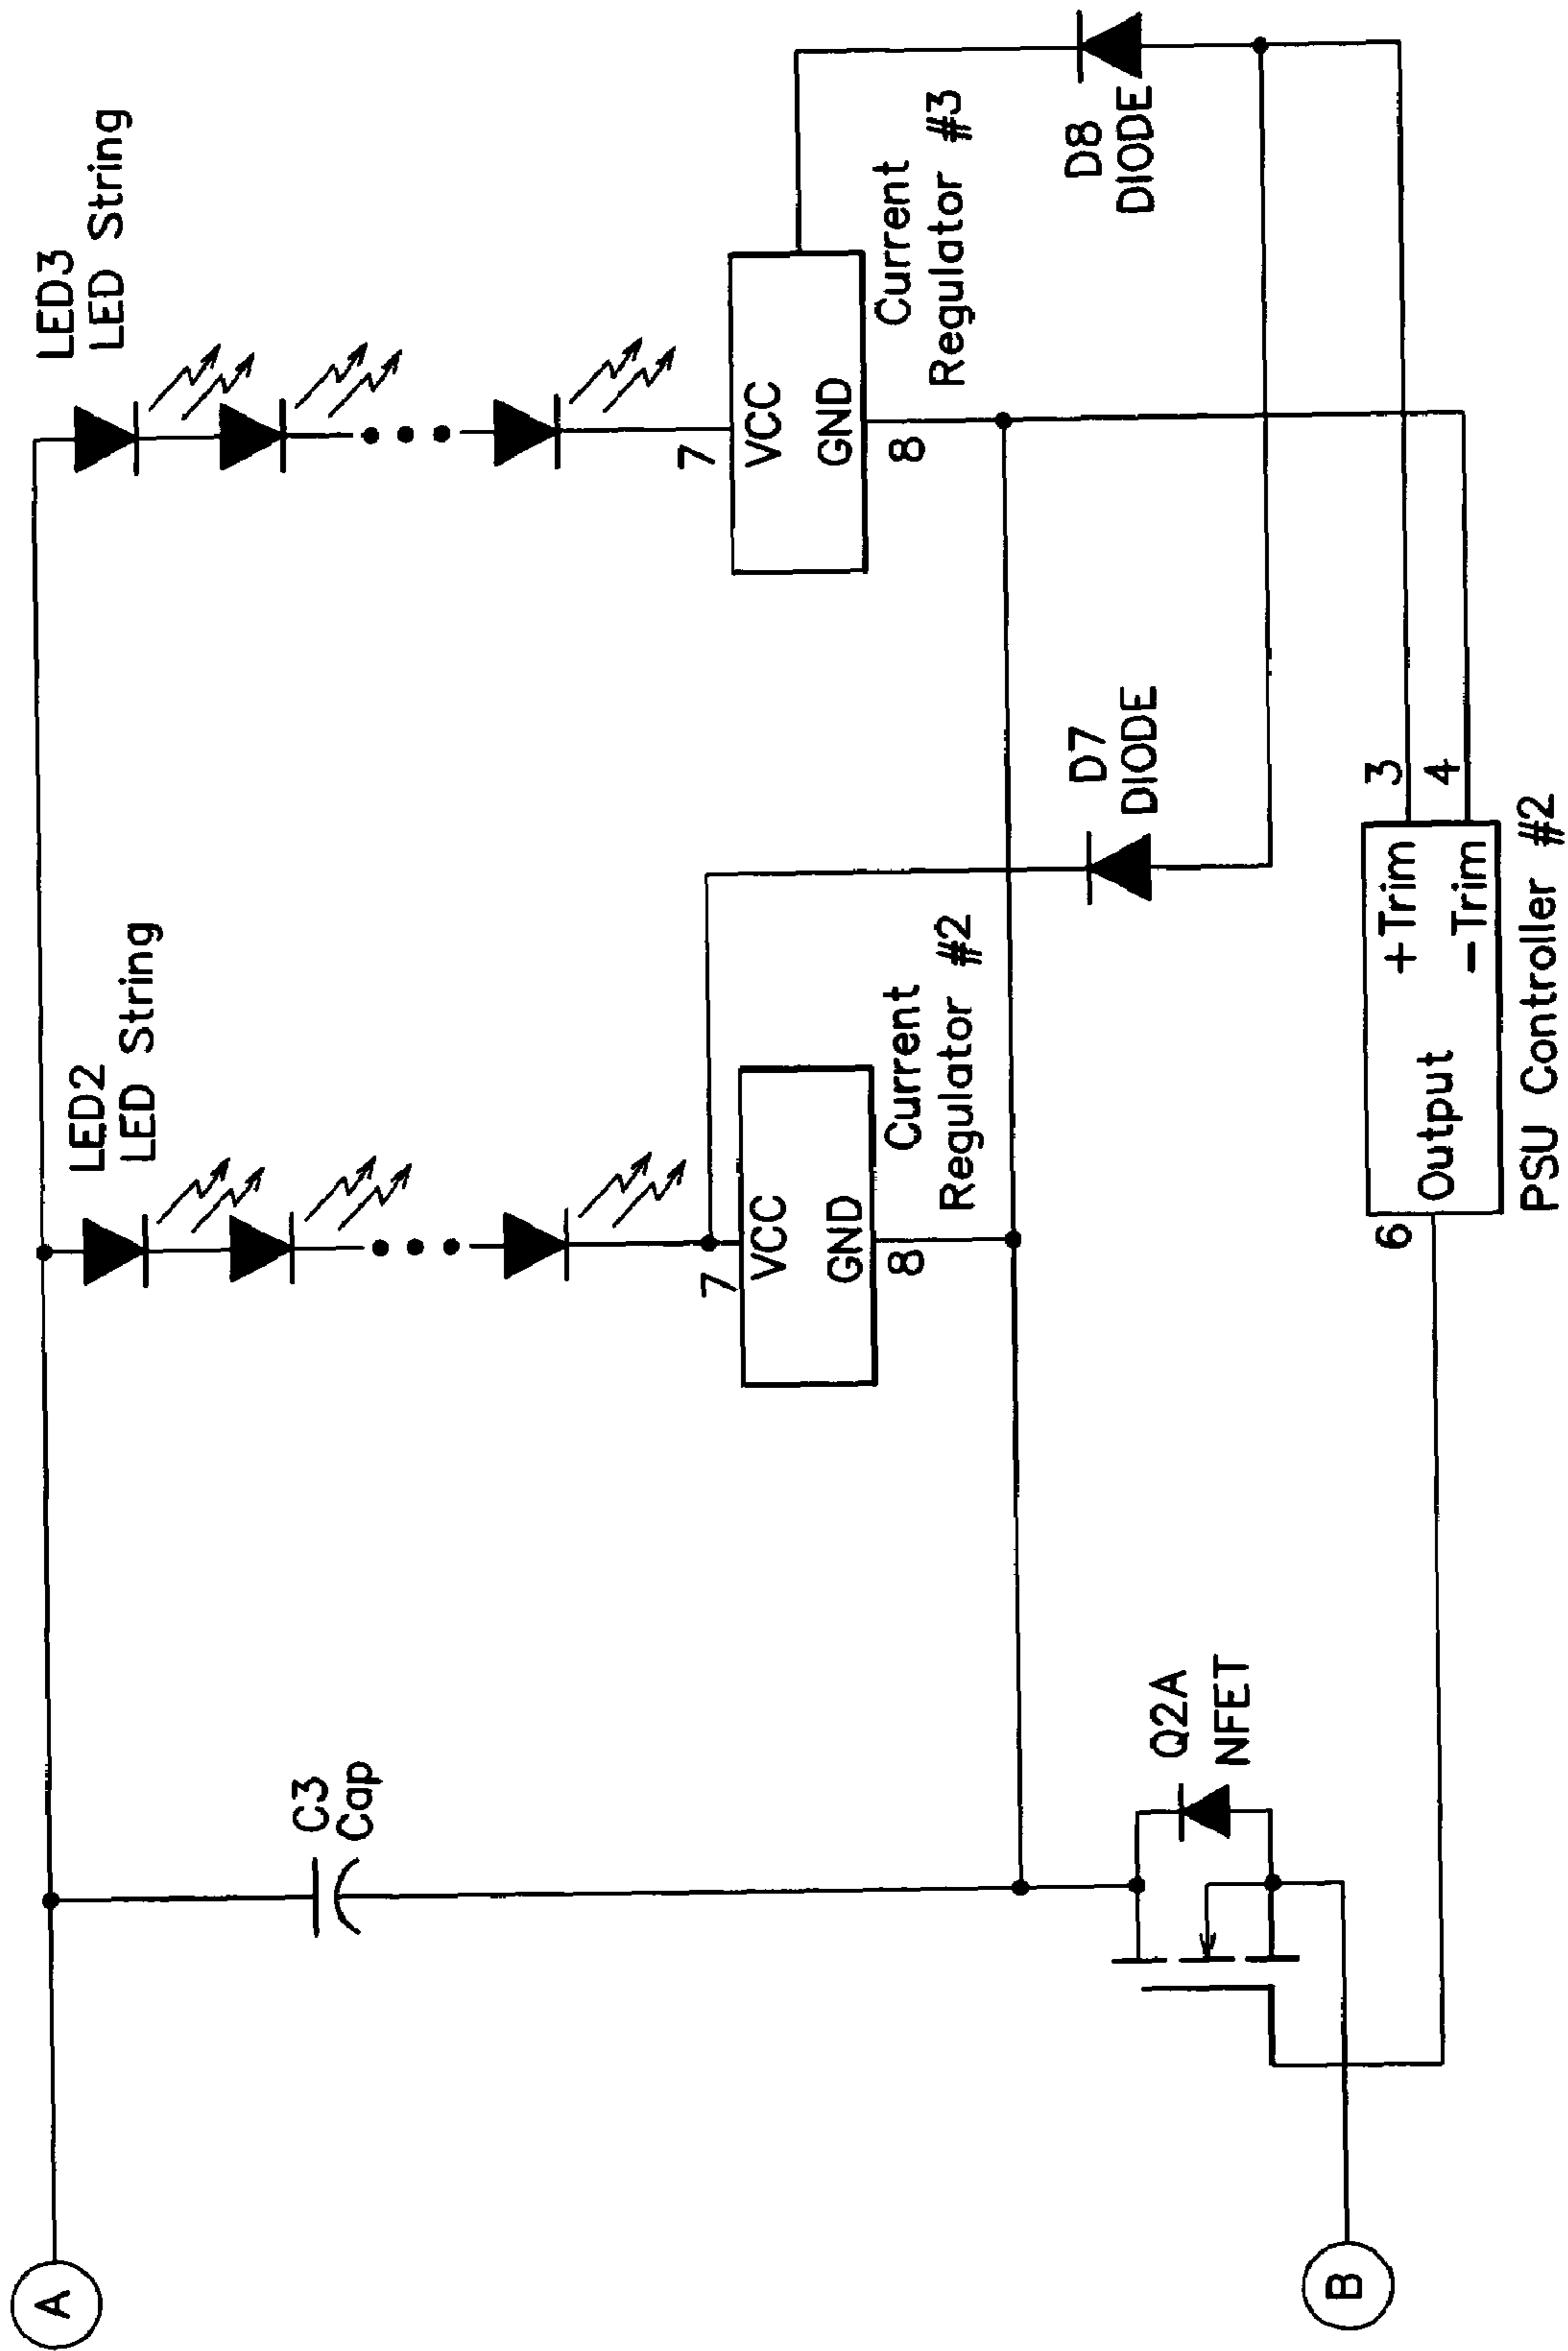 A
C3
Cap
LED2
LED String
LED3
LED String
7
VCC
GND
8
Current
Regulator #2
7
VCC
GND
8
Current
Regulator #3
Q2A
NFET
D7
DIODE
D8
DIODE
B
6
Output
+Trim
3
-Trim
4
PSU Controller #2